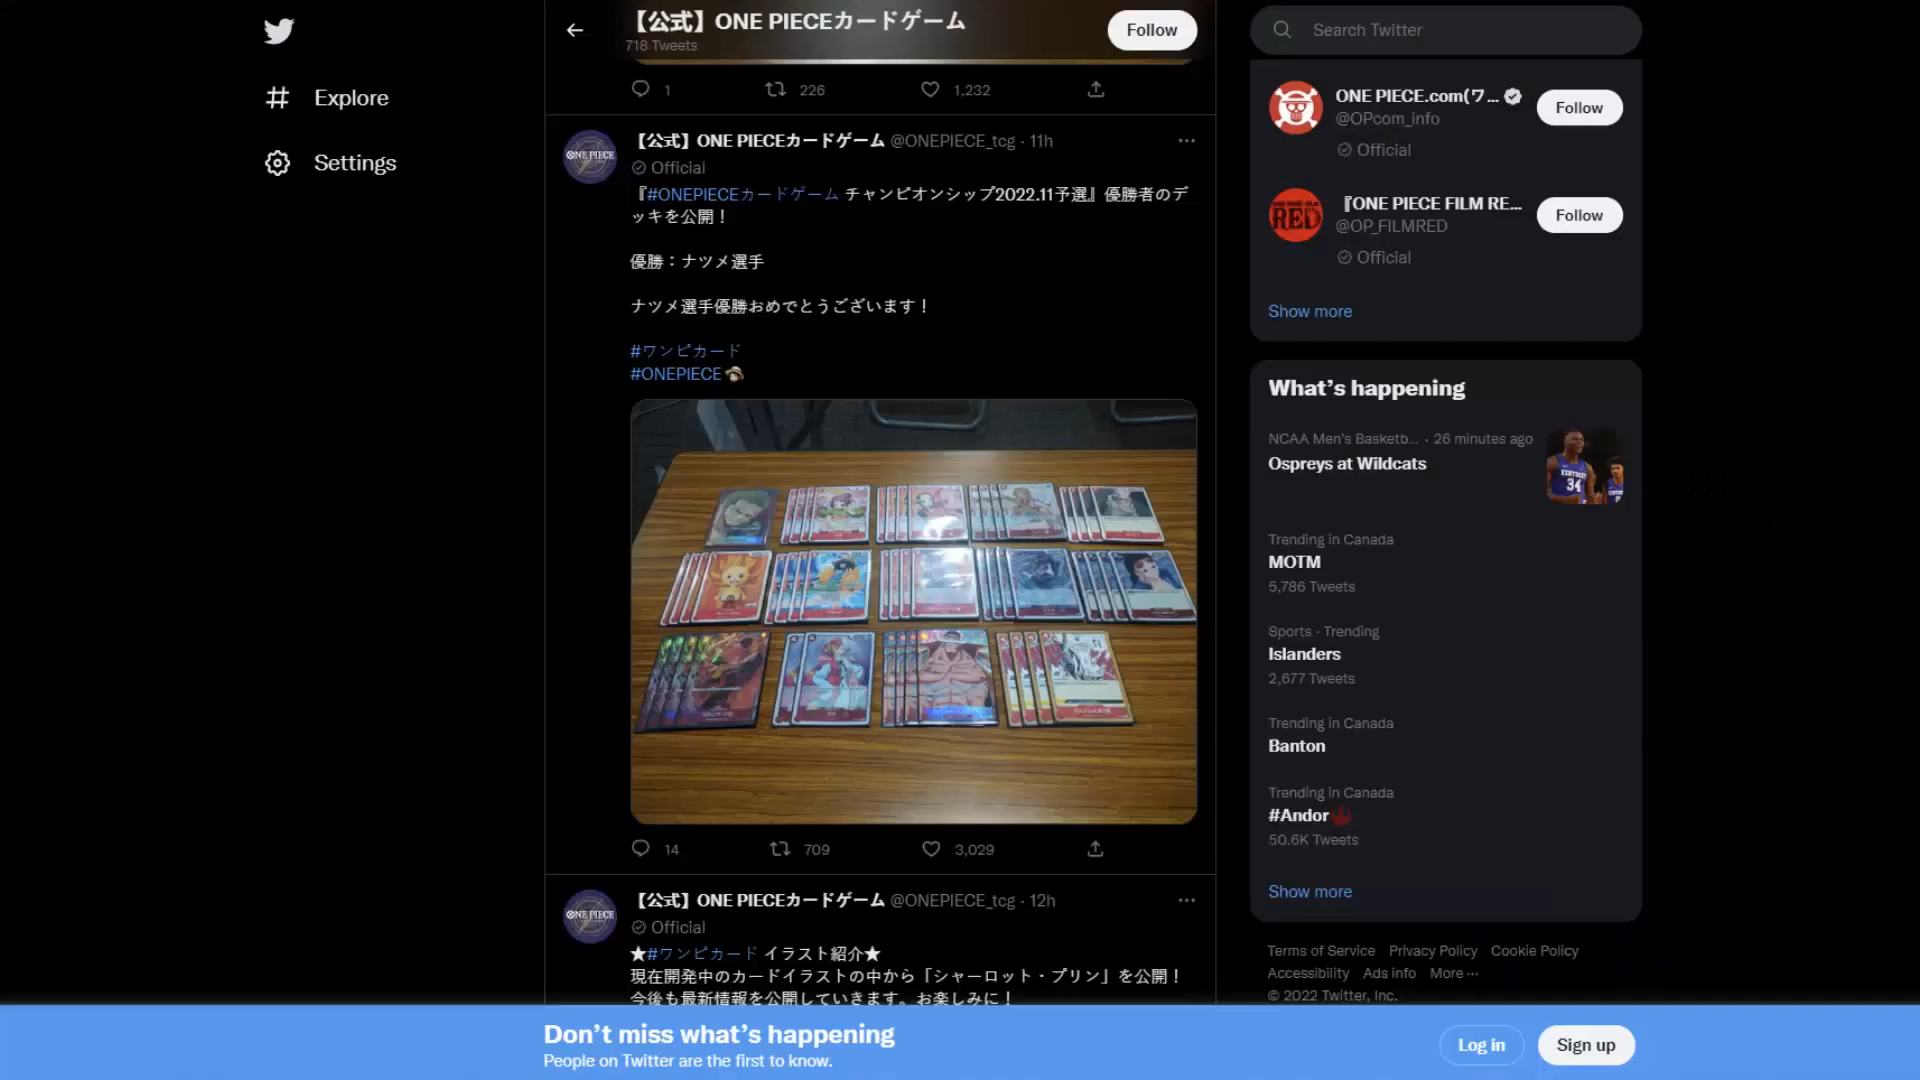 【公式】ONE PIECEカードゲーム
718 Tweets
Follow
Search Twitter
Explore
Settings
1
226
1,232
【公式】ONE PIECEカードゲーム @ONEPIECE_tcg · 11h
Official
『#ONEPIECEカードゲーム チャンピオンシップ2022.11予選』優勝者のデ
ッキを公開！
優勝：ナツメ選手
ナツメ選手優勝おめでとうございます！
#ワンピカード
#ONEPIECE
14
709
3,029
【公式】ONE PIECEカードゲーム @ONEPIECE_tcg · 12h
Official
★#ワンピカード イラスト紹介★
現在開発中のカードイラストの中から「シャーロット・プリン」を公開！
今後も最新情報を公開していきます。お楽しみに！
ONE PIECE.com(ワ...
@OPcom_info
Official
Follow
『ONE PIECE FILM RE...
@OP_FILMRED
Official
Follow
Show more
What's happening
NCAA Men's Basketb... · 26 minutes ago
Ospreys at Wildcats
Trending in Canada
MOTM
5,786 Tweets
Sports · Trending
Islanders
2,677 Tweets
Trending in Canada
Banton
Trending in Canada
#Andor
50.6K Tweets
Show more
Terms of Service Privacy Policy Cookie Policy
Accessibility Ads info More ···
© 2022 Twitter, Inc.
Don't miss what's happening
People on Twitter are the first to know.
Log in
Sign up
ONE PIECE
ONE PIECE
RED
KENTUCKY
34